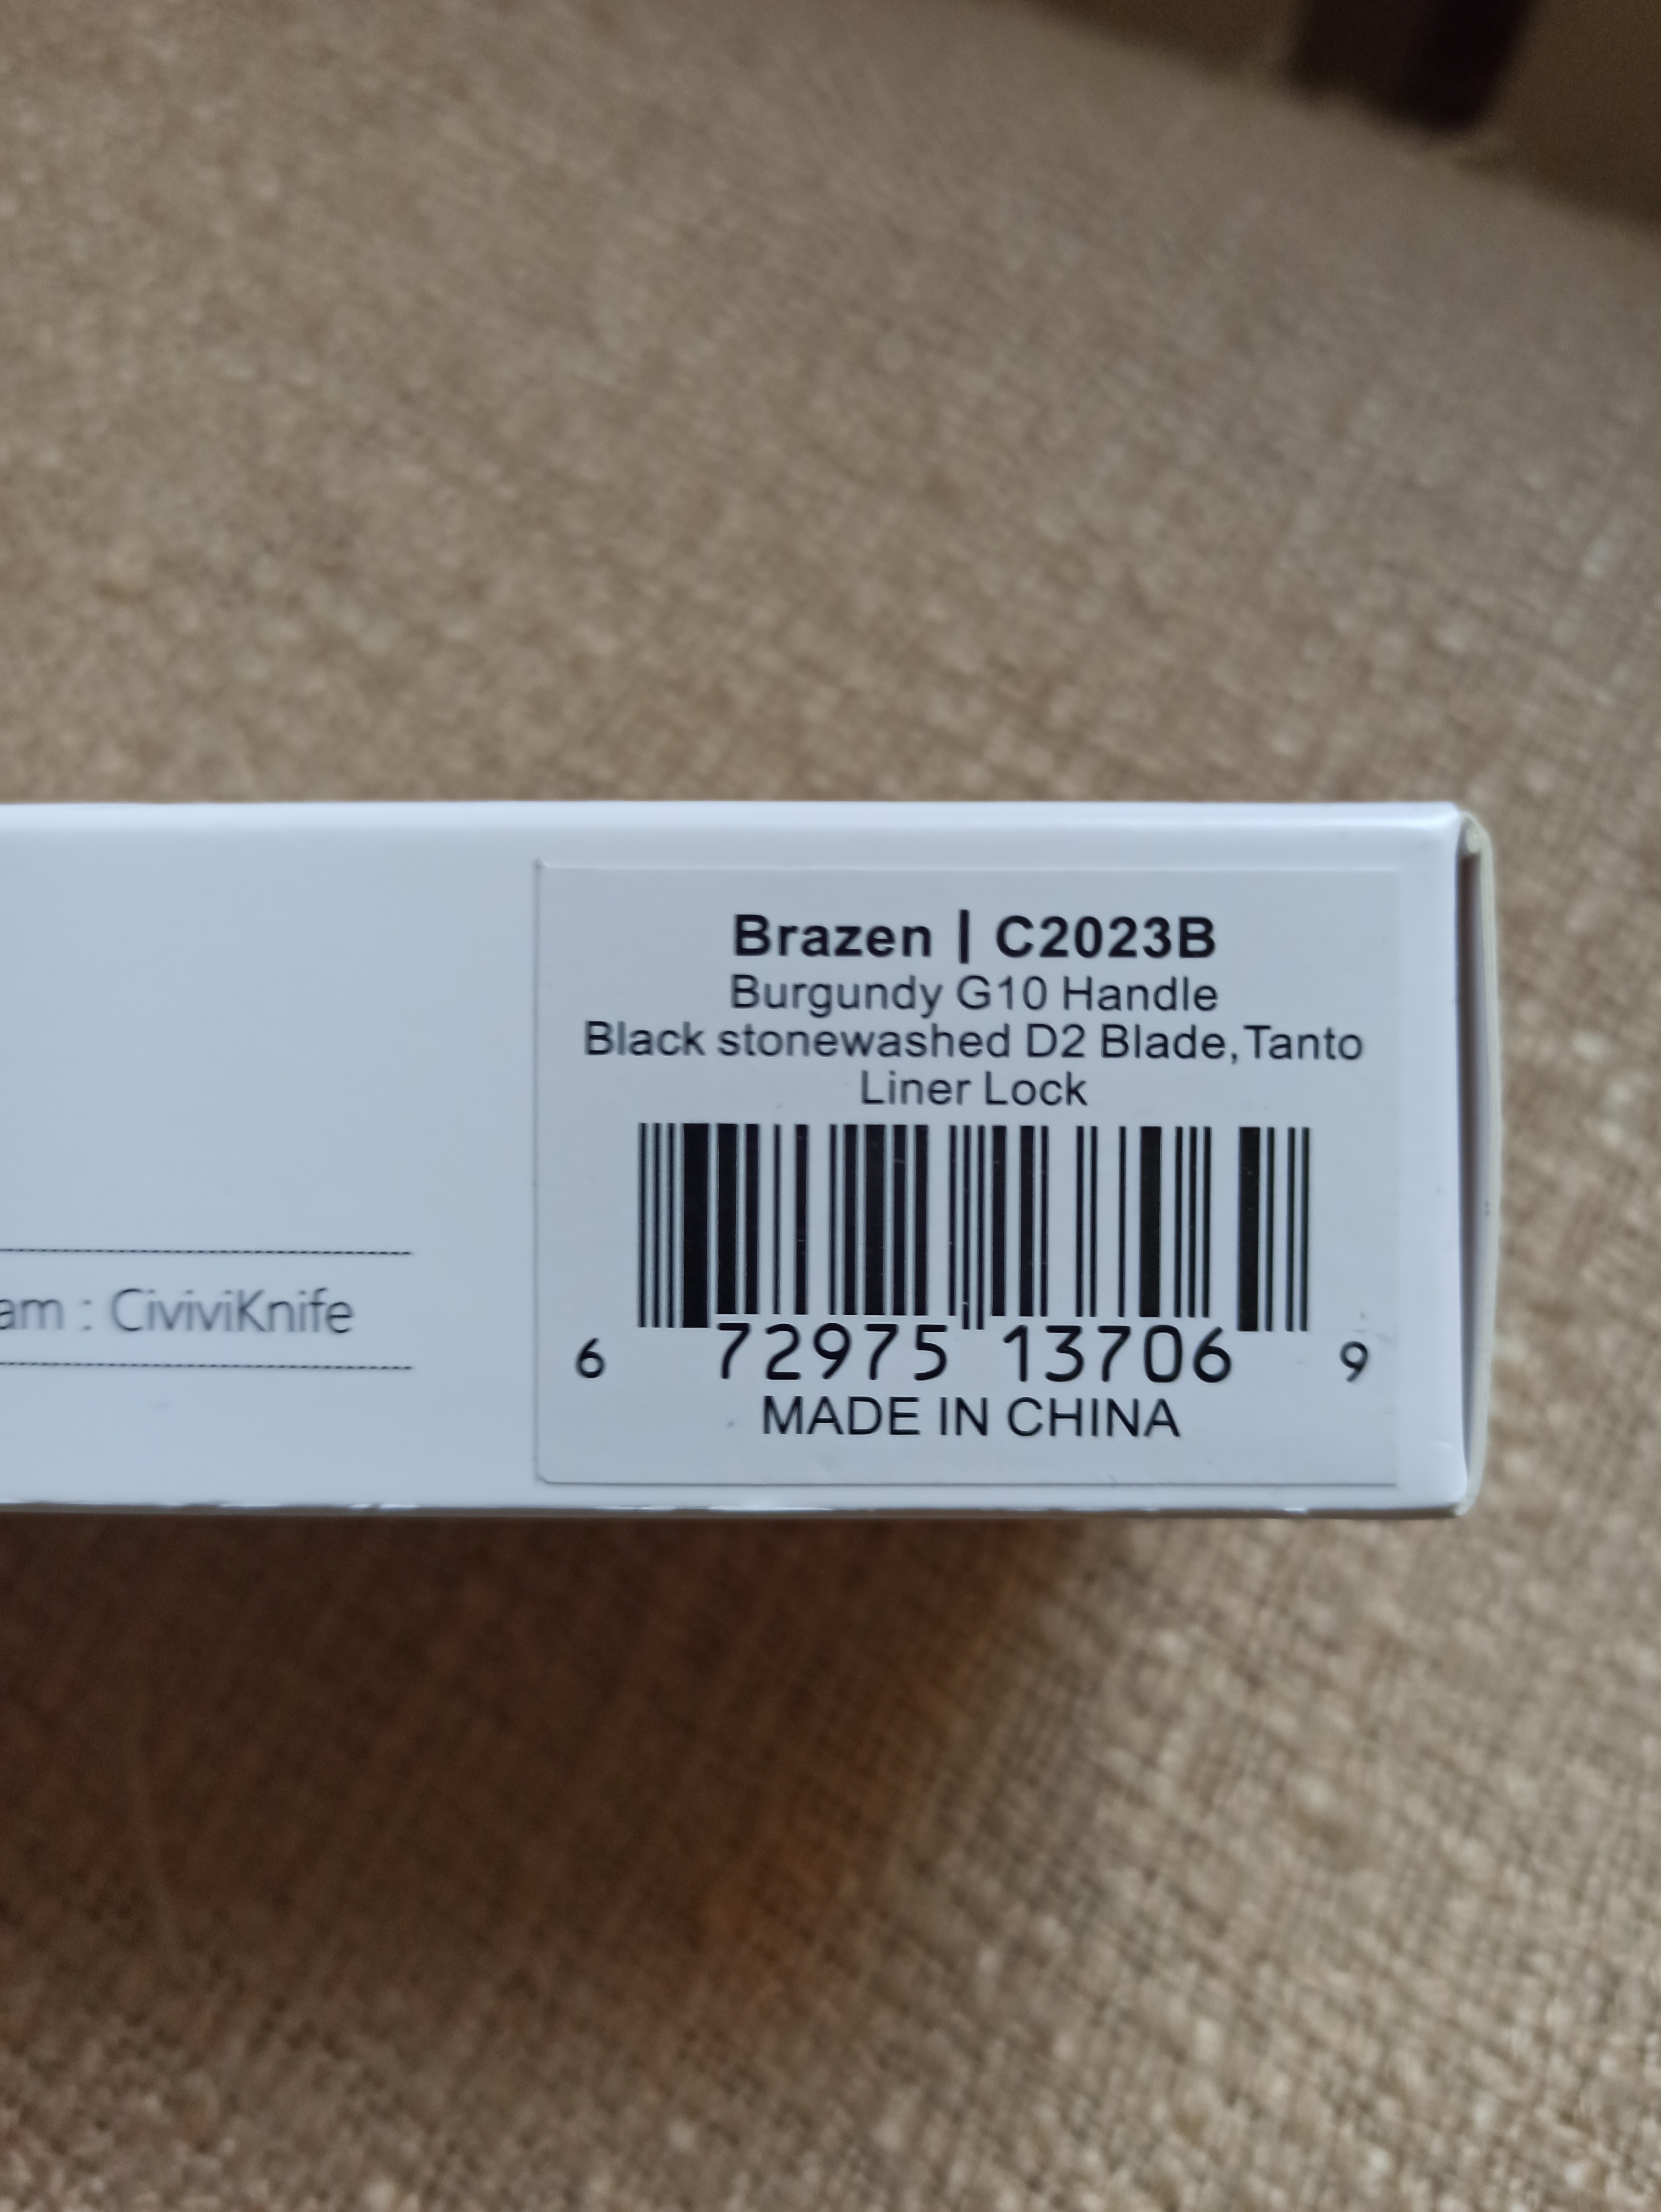 Brazen | C2023B
Burgundy G10 Handle
Black stonewashed D2 Blade,Tanto
Liner Lock
6 72975 13706 9
MADE IN CHINA
am : CiviviKnife